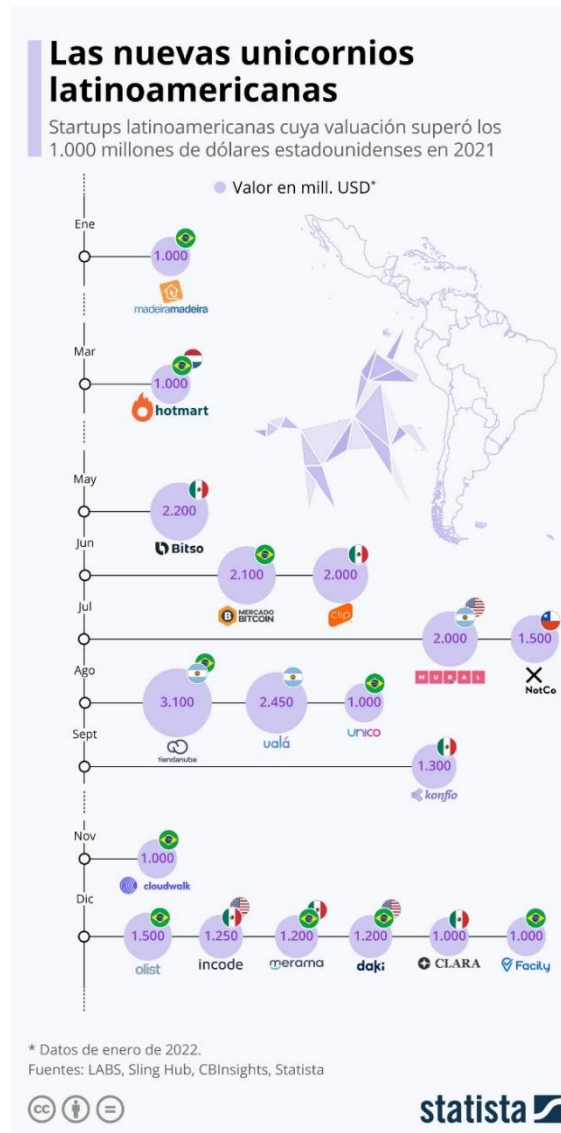 Las nuevas unicornios
latinoamericanas
Startups latinoamericanas cuya valuación superó los
1.000 millones de dólares estadounidenses en 2021
Valor en mill. USD*
Ene
1.000
madeiramadeira
Mar
1.000
hotmart
May
2.200
Bitso
Jun
2.100
2.000
B MERCADO
BITCOIN
clip
Jul
2.000
1.500
MURAL
NotCo
Ago
3.100
2.450
1.000
tiendanube
ualá
unico
Sept
1.300
konfío
Nov
1.000
cloudwalk
Dic
1.500
1.250
1.200
1.200
1.000
1.000
olist
incode
merama
daki
CLARA
Facily
* Datos de enero de 2022.
Fuentes: LABS, Sling Hub, CBInsights, Statista
cc
statista